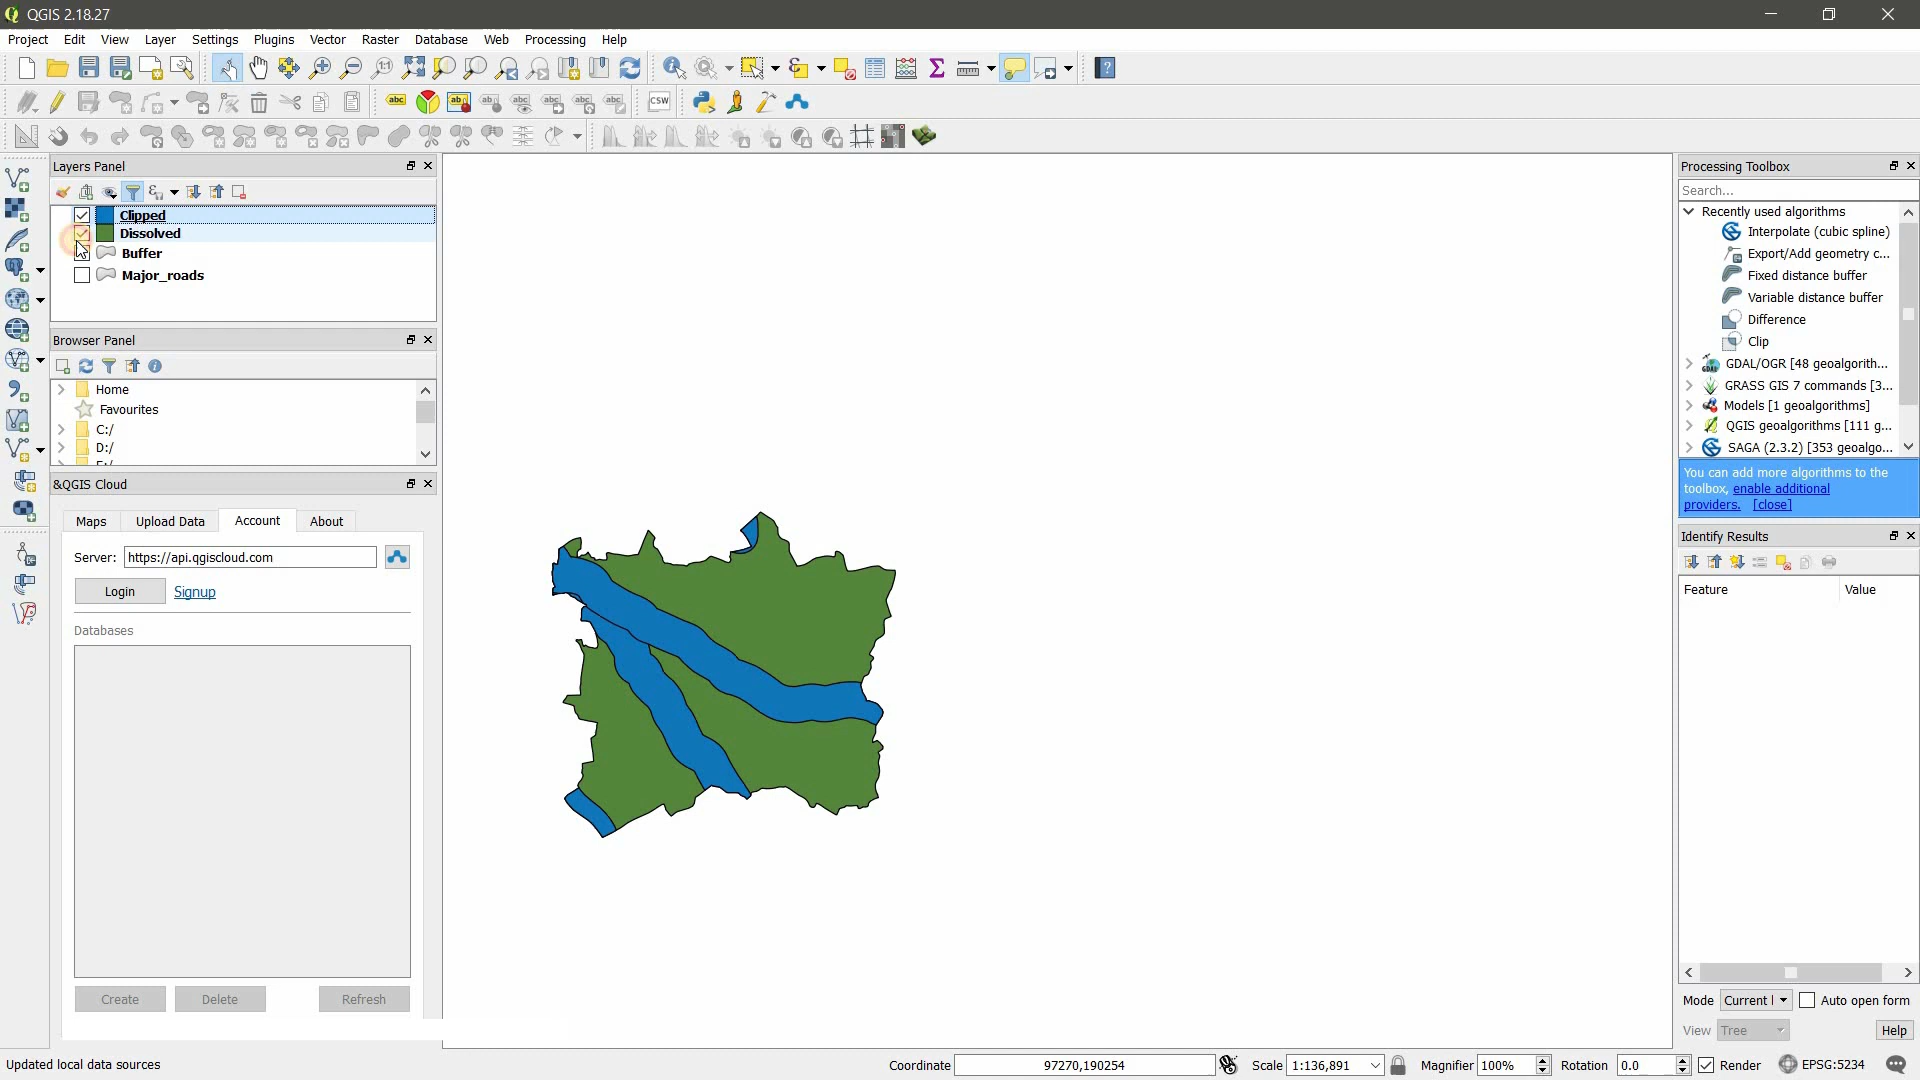 QGIS 2.18.27
Project Edit View Layer Settings Plugins Vector Raster Database Web Processing Help
CSW
Layers Panel
Clipped
Dissolved
Buffer
Major_roads
Browser Panel
Home
Favourites
C:/
D:/
&QGIS Cloud
Maps Upload Data Account About
Server: https://api.qgiscloud.com
Login Signup
Databases
Create Delete Refresh
Processing Toolbox
Search...
Recently used algorithms
Interpolate (cubic spline)
Export/Add geometry c...
Fixed distance buffer
Variable distance buffer
Difference
Clip
GDAL/OGR [48 geoalgorith...
GRASS GIS 7 commands [3...
Models [1 geoalgorithms]
QGIS geoalgorithms [111 g...
SAGA (2.3.2) [353 geoalgo...
You can add more algorithms to the
toolbox, enable additional
providers. [close]
Identify Results
Feature Value
Mode Current l Auto open form
View Tree Help
Updated local data sources Coordinate 97270,190254 Scale 1:136,891 Magnifier 100% Rotation 0.0 Render EPSG:5234